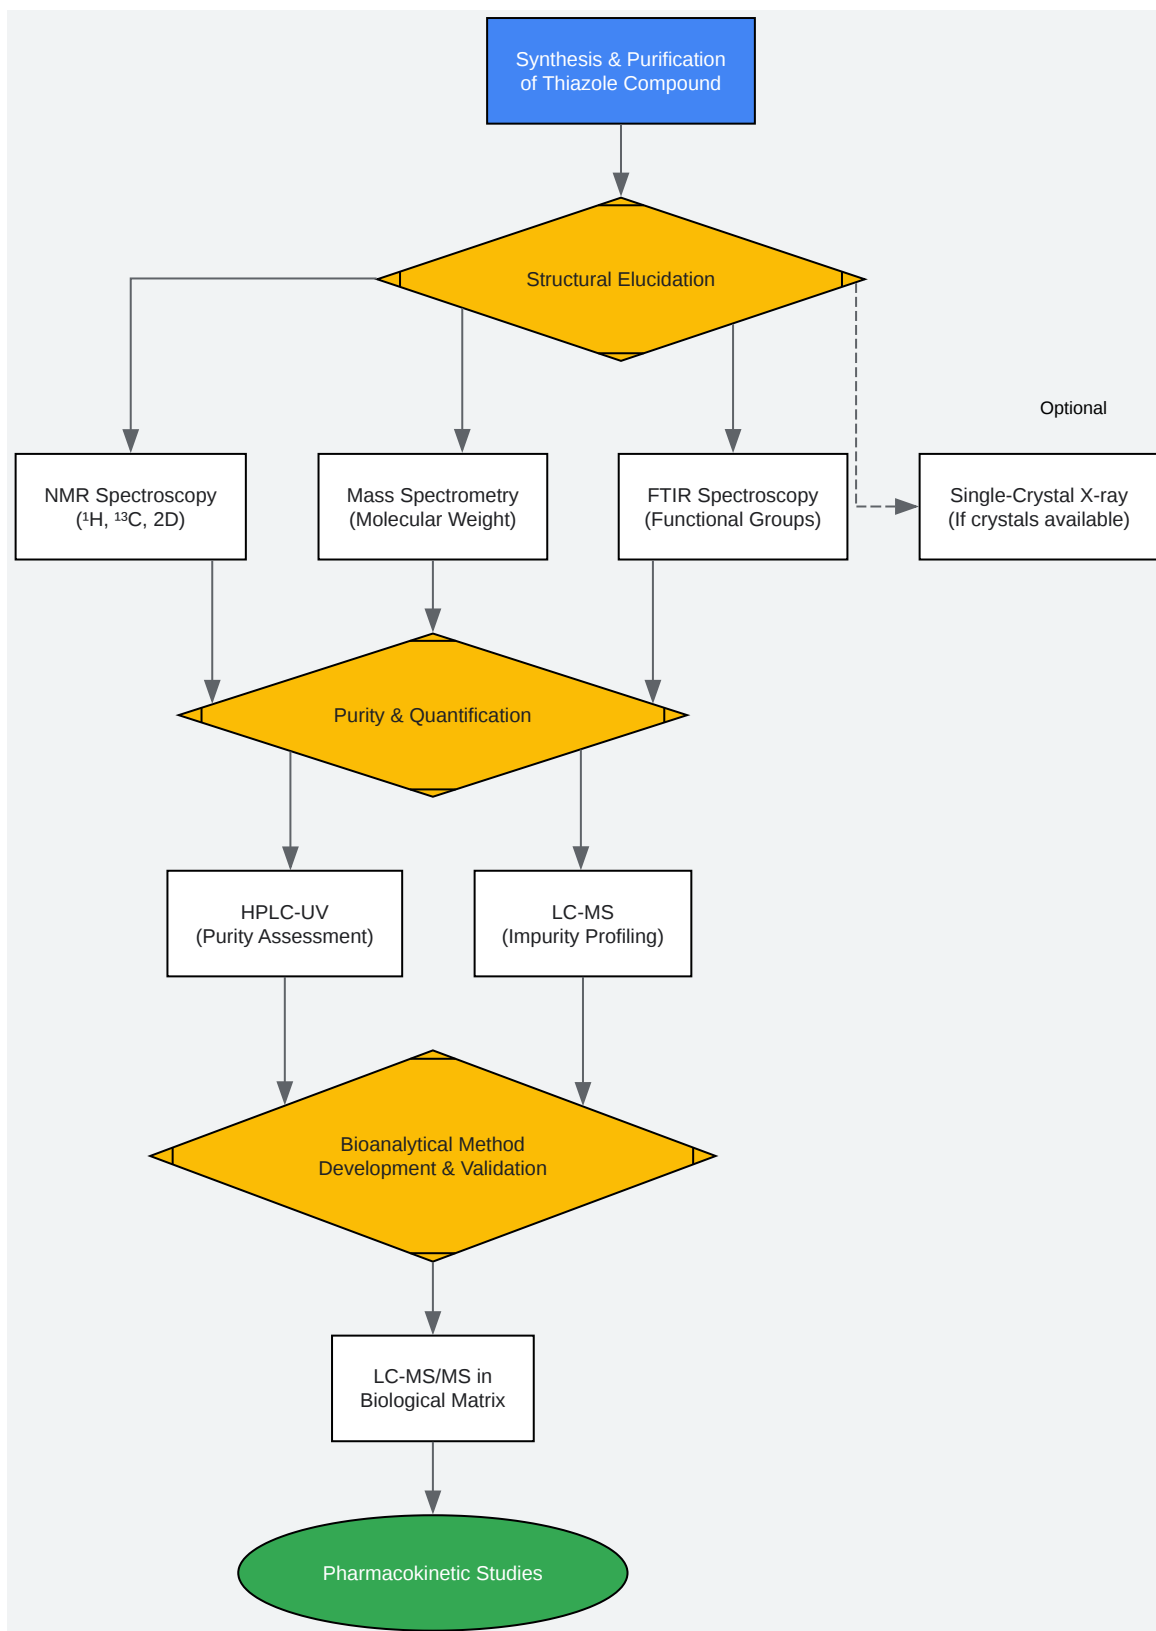 Synthesis & Purification
of Thiazole Compound
Structural Elucidation
Optional
NMR Spectroscopy
(¹H, ¹³C, 2D)
Mass Spectrometry
(Molecular Weight)
FTIR Spectroscopy
(Functional Groups)
Single-Crystal X-ray
(If crystals available)
Purity & Quantification
HPLC-UV
(Purity Assessment)
LC-MS
(Impurity Profiling)
Bioanalytical Method
Development & Validation
LC-MS/MS in
Biological Matrix
Pharmacokinetic Studies